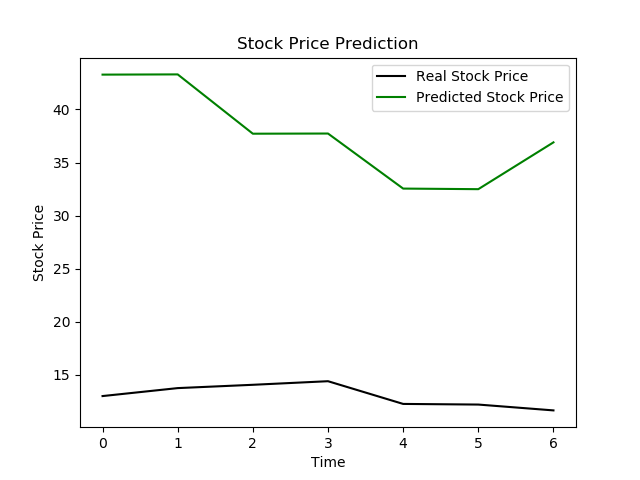 Stock Price Prediction
Real Stock Price
Predicted Stock Price
Stock Price
40
35
30
25
20
15
0 1 2 3 4 5 6
Time